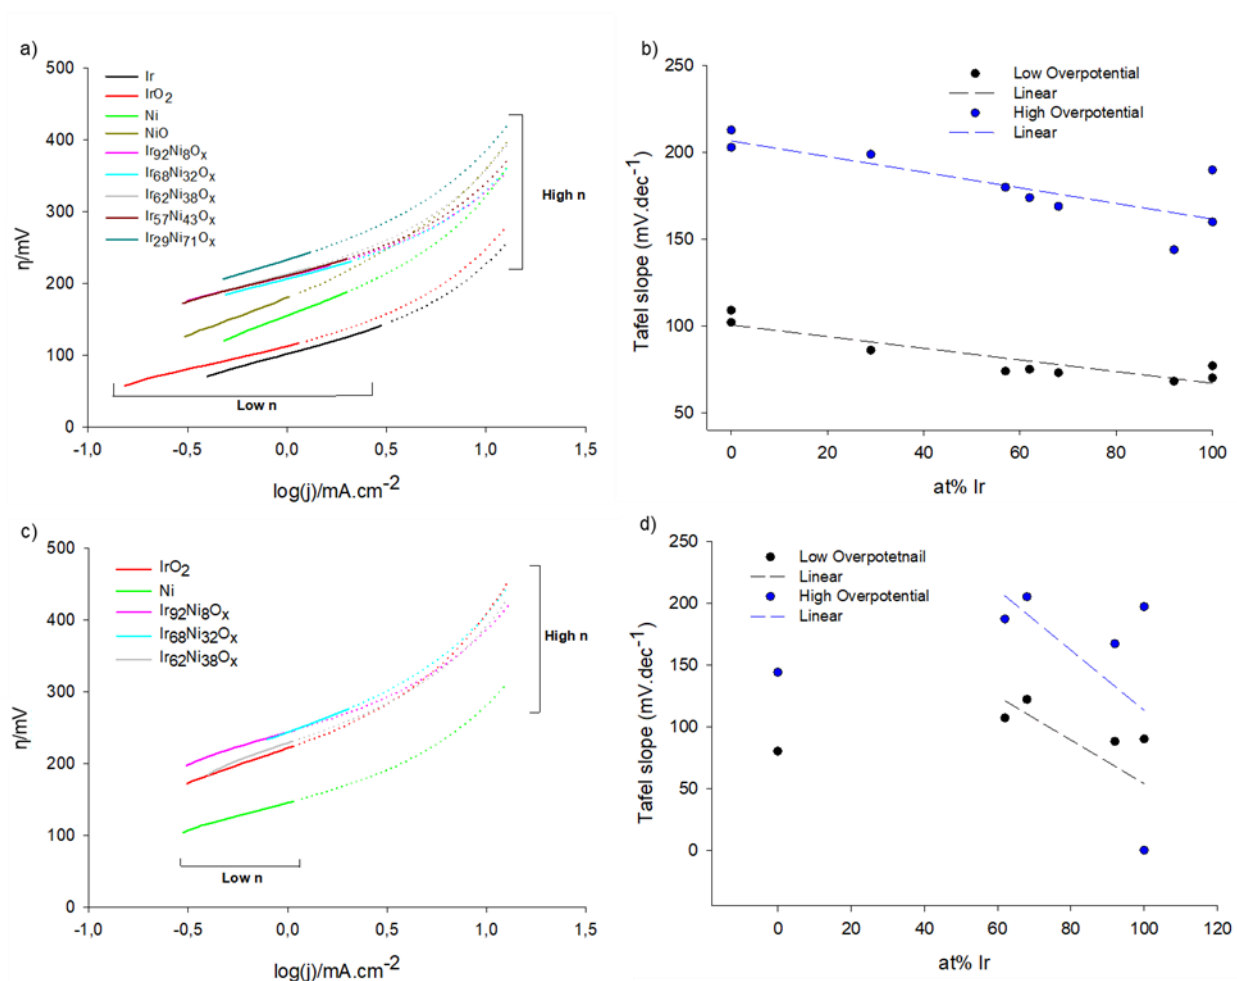 a)
500
400
300
200
100
0
η/mV
Ir
IrO2
Ni
NiO
Ir92Ni8Ox
Ir68Ni32Ox
Ir62Ni38Ox
Ir57Ni43Ox
Ir29Ni71Ox
High n
Low n
-1,0 -0,5 0,0 0,5 1,0 1,5
log(j)/mA.cm-2
b)
250
200
150
100
50
Tafel slope (mV.dec-1)
Low Overpotential
Linear
High Overpotential
Linear
0 20 40 60 80 100
at% Ir
c)
500
400
300
200
100
0
η/mV
IrO2
Ni
Ir92Ni8Ox
Ir68Ni32Ox
Ir62Ni38Ox
High n
Low n
-1,0 -0,5 0,0 0,5 1,0 1,5
log(j)/mA.cm-2
d)
250
200
150
100
50
0
Tafel slope (mV.dec-1)
Low Overpotetnail
Linear
High Overpotential
Linear
0 20 40 60 80 100 120
at% Ir